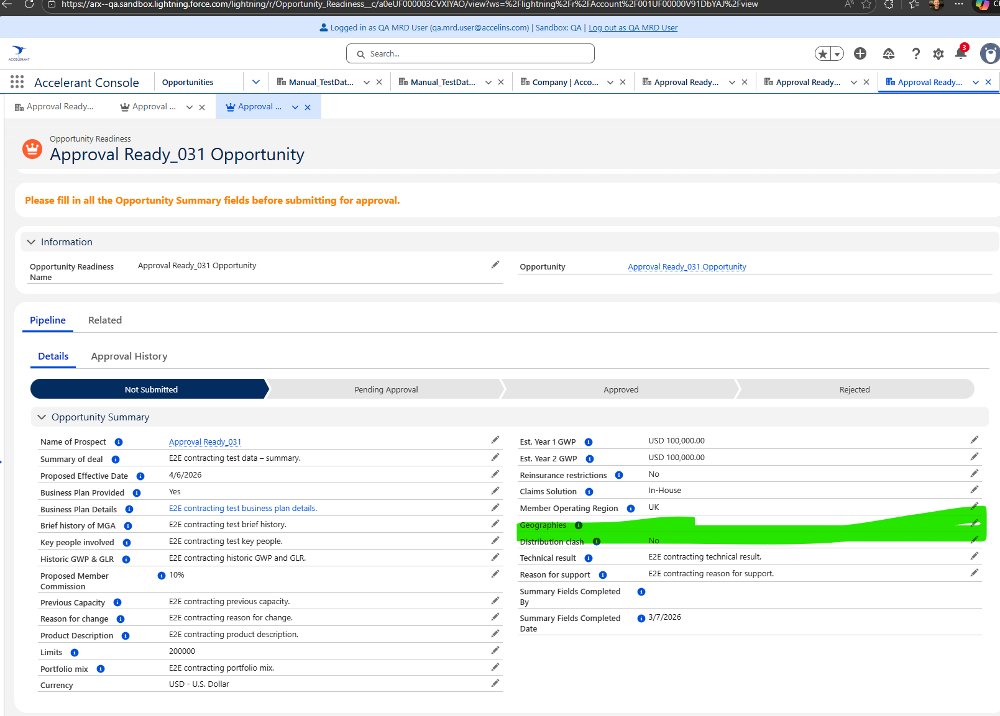 https://arx--qa.sandbox.lightning.force.com/lightning/r/Opportunity_Readiness__c/a0eUF000003CVXIYAO/view?ws=%2Flightning%2Fr%2FAccount%2F001UF00000V91DbYAJ%2Fview
Logged in as QA MRD User (qa.mrd.user@accelins.com) | Sandbox: QA | Log out as QA MRD User
ACCELERANT
Search...
3
Accelerant Console
Opportunities
Manual_TestDat...
Manual_TestDat...
Company | Acco...
Approval Ready...
Approval Ready...
Approval Ready...
Approval Ready...
Approval ...
Approval ...
Opportunity Readiness
Approval Ready_031 Opportunity
Please fill in all the Opportunity Summary fields before submitting for approval.
Information
Opportunity Readiness Name
Approval Ready_031 Opportunity
Opportunity
Approval Ready_031 Opportunity
Pipeline
Related
Details
Approval History
Not Submitted
Pending Approval
Approved
Rejected
Opportunity Summary
Name of Prospect
Approval Ready_031
Summary of deal
E2E contracting test data – summary.
Proposed Effective Date
4/6/2026
Business Plan Provided
Yes
Business Plan Details
E2E contracting test business plan details.
Brief history of MGA
E2E contracting test brief history.
Key people involved
E2E contracting test key people.
Historic GWP & GLR
E2E contracting historic GWP and GLR.
Proposed Member Commission
10%
Previous Capacity
E2E contracting previous capacity.
Reason for change
E2E contracting reason for change.
Product Description
E2E contracting product description.
Limits
200000
Portfolio mix
E2E contracting portfolio mix.
Currency
USD - U.S. Dollar
Est. Year 1 GWP
USD 100,000.00
Est. Year 2 GWP
USD 100,000.00
Reinsurance restrictions
No
Claims Solution
In-House
Member Operating Region
UK
Geographies
Distribution clash
No
Technical result
E2E contracting technical result.
Reason for support
E2E contracting reason for support.
Summary Fields Completed By
Summary Fields Completed Date
3/7/2026